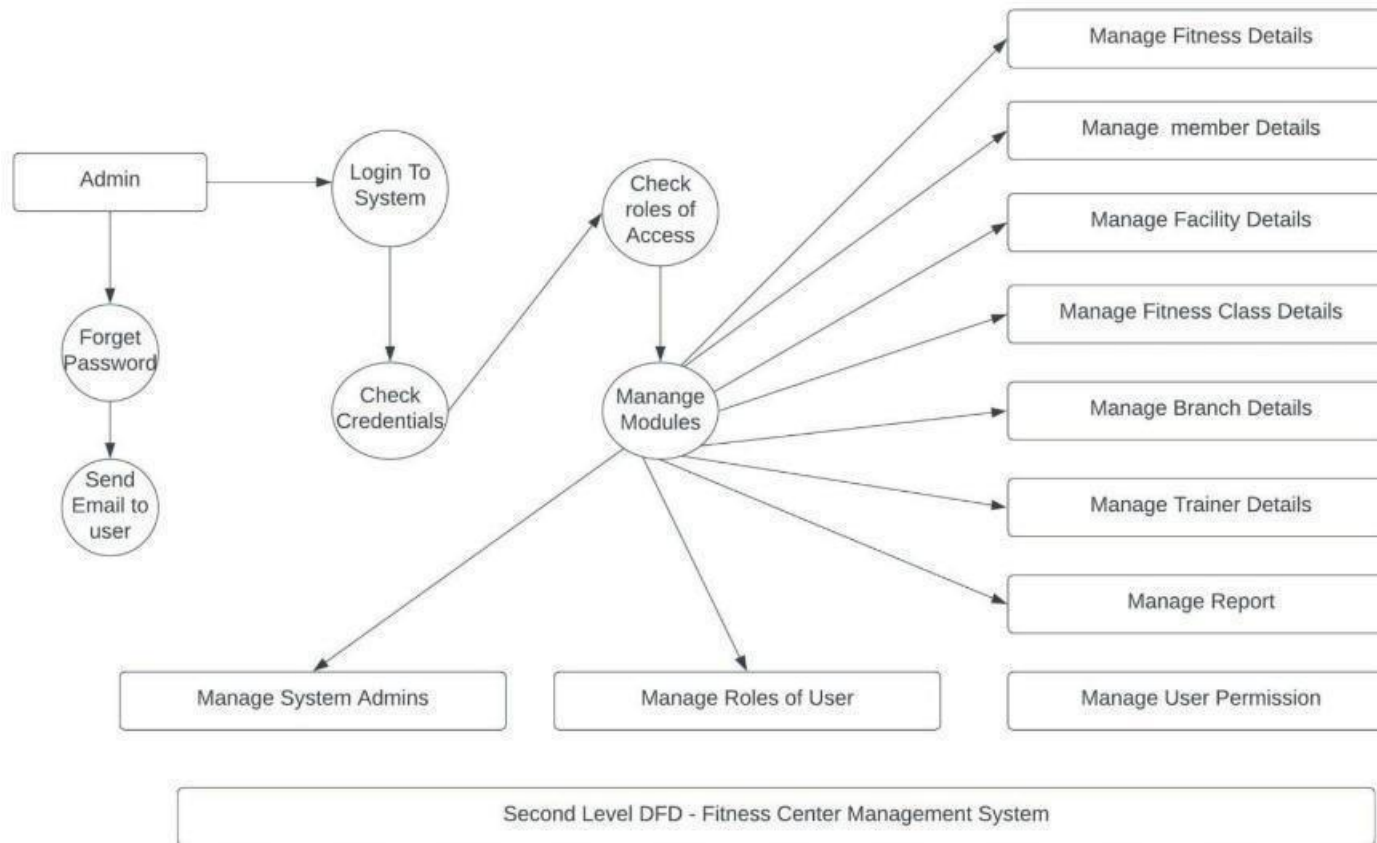 Manage Fitness Details
Manage member Details
Admin
Login To
System
Check
roles of
Access
Manage Facility Details
Manage Fitness Class Details
Forget
Password
Check
Credentials
Manange
Modules
Manage Branch Details
Send
Email to
user
Manage Trainer Details
Manage Report
Manage System Admins
Manage Roles of User
Manage User Permission
Second Level DFD - Fitness Center Management System